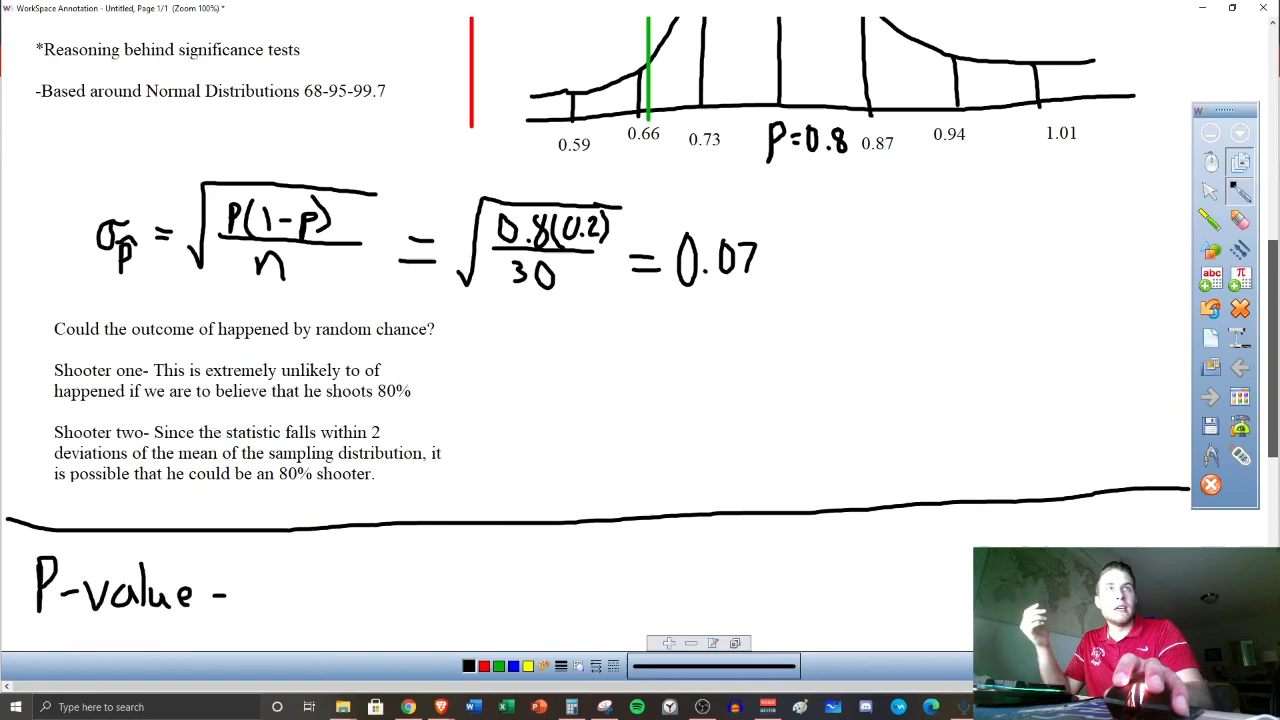 WorkSpace Annotation - Untitled, Page 1/1 (Zoom 100%) *
*Reasoning behind significance tests
-Based around Normal Distributions 68-95-99.7
0.59
0.66
0.73
P=0.8
0.87
0.94
1.01
σp̂ = √(P(1-P)/n) = √(0.8(0.2)/30) = 0.07
Could the outcome of happened by random chance?
Shooter one- This is extremely unlikely to of
happened if we are to believe that he shoots 80%
Shooter two- Since the statistic falls within 2
deviations of the mean of the sampling distribution, it
is possible that he could be an 80% shooter.
P-value -
abc
π
Type here to search